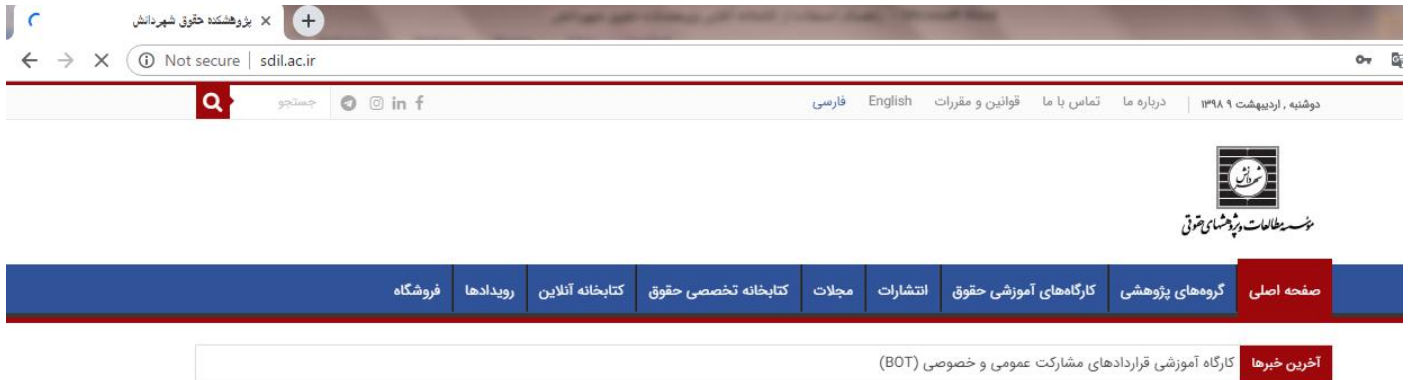 پژوهشکده حقوق شهر دانش
Not secure | sdil.ac.ir
دوشنبه , اردیبهشت ۹ ۱۳۹۸ | درباره ما تماس با ما قوانین و مقررات English فارسی
جستجو
شهر دانش
مؤسسه مطالعات و پژوهشهای حقوقی
صفحه اصلی گروه‌های پژوهشی کارگاه‌های آموزشی حقوق انتشارات مجلات کتابخانه تخصصی حقوق کتابخانه آنلاین رویدادها فروشگاه
آخرین خبرها کارگاه آموزشی قراردادهای مشارکت عمومی و خصوصی (BOT)